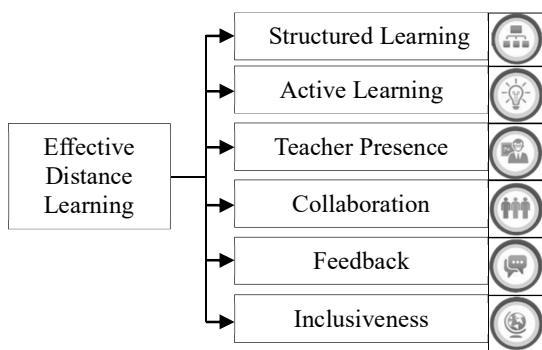 Structured Learning
Active Learning
Effective
Distance
Learning
Teacher Presence
Collaboration
Feedback
Inclusiveness